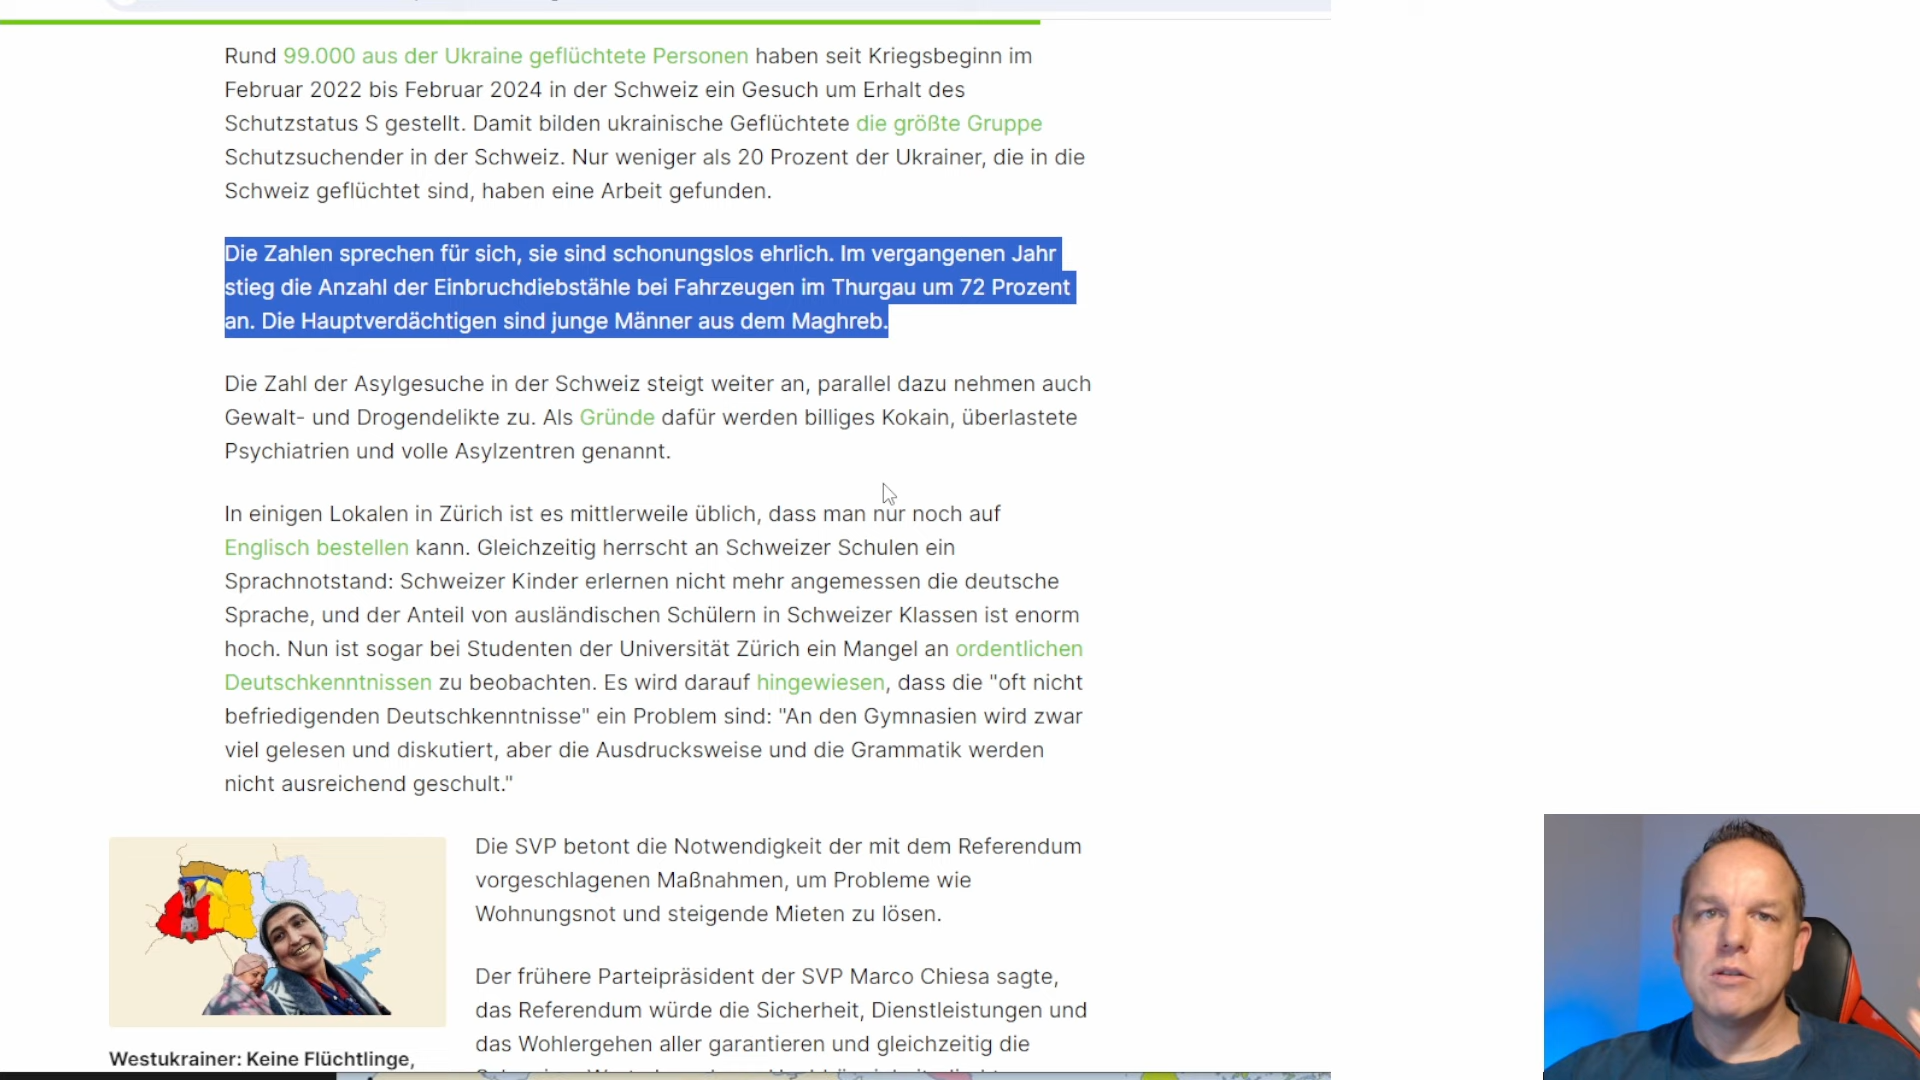 Rund 99.000 aus der Ukraine geflüchtete Personen haben seit Kriegsbeginn im
Februar 2022 bis Februar 2024 in der Schweiz ein Gesuch um Erhalt des
Schutzstatus S gestellt. Damit bilden ukrainische Geflüchtete die größte Gruppe
Schutzsuchender in der Schweiz. Nur weniger als 20 Prozent der Ukrainer, die in die
Schweiz geflüchtet sind, haben eine Arbeit gefunden.
Die Zahlen sprechen für sich, sie sind schonungslos ehrlich. Im vergangenen Jahr
stieg die Anzahl der Einbruchdiebstähle bei Fahrzeugen im Thurgau um 72 Prozent
an. Die Hauptverdächtigen sind junge Männer aus dem Maghreb.
Die Zahl der Asylgesuche in der Schweiz steigt weiter an, parallel dazu nehmen auch
Gewalt- und Drogendelikte zu. Als Gründe dafür werden billiges Kokain, überlastete
Psychiatrien und volle Asylzentren genannt.
In einigen Lokalen in Zürich ist es mittlerweile üblich, dass man nur noch auf
Englisch bestellen kann. Gleichzeitig herrscht an Schweizer Schulen ein
Sprachnotstand: Schweizer Kinder erlernen nicht mehr angemessen die deutsche
Sprache, und der Anteil von ausländischen Schülern in Schweizer Klassen ist enorm
hoch. Nun ist sogar bei Studenten der Universität Zürich ein Mangel an ordentlichen
Deutschkenntnissen zu beobachten. Es wird darauf hingewiesen, dass die "oft nicht
befriedigenden Deutschkenntnisse" ein Problem sind: "An den Gymnasien wird zwar
viel gelesen und diskutiert, aber die Ausdrucksweise und die Grammatik werden
nicht ausreichend geschult."
Die SVP betont die Notwendigkeit der mit dem Referendum
vorgeschlagenen Maßnahmen, um Probleme wie
Wohnungsnot und steigende Mieten zu lösen.
Der frühere Parteipräsident der SVP Marco Chiesa sagte,
das Referendum würde die Sicherheit, Dienstleistungen und
das Wohlergehen aller garantieren und gleichzeitig die
Westukrainer: Keine Flüchtlinge,